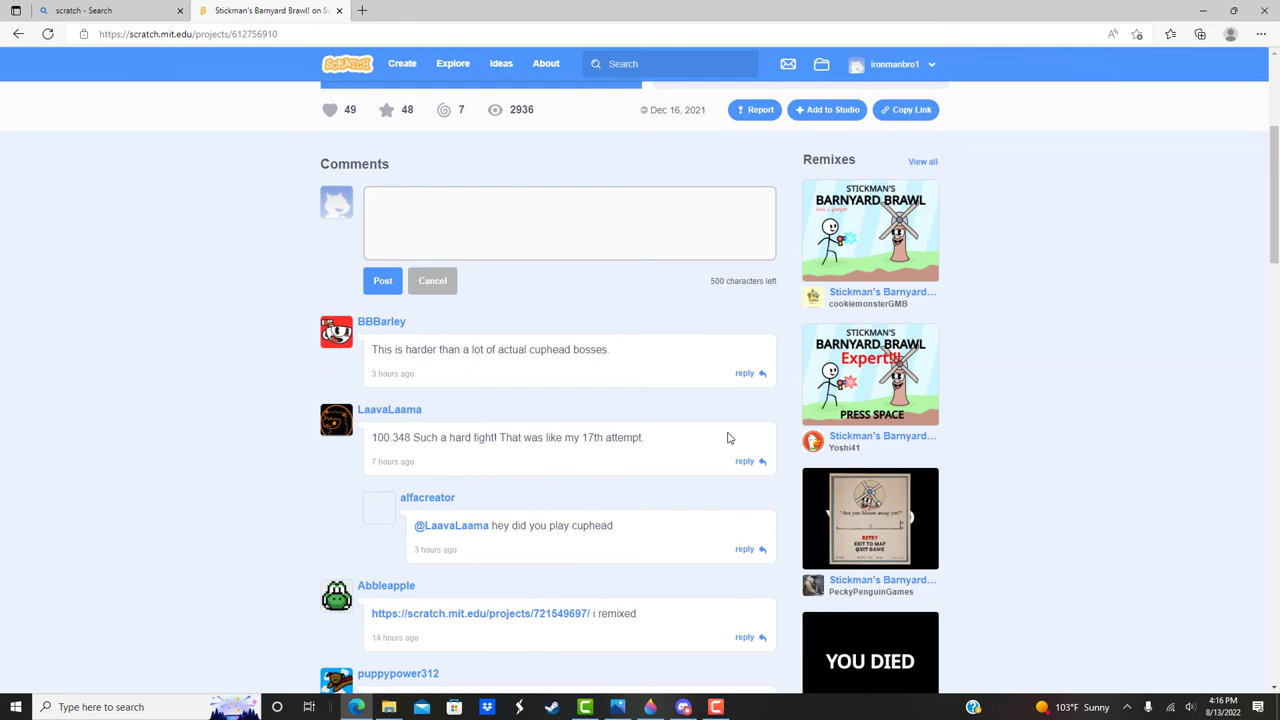 scratch - Search
Stickman's Barnyard Brawl! on Sc
https://scratch.mit.edu/projects/612756910
SCRATCH
Create
Explore
Ideas
About
Search
ironmanbro1
49
48
7
2936
© Dec 16, 2021
Report
Add to Studio
Copy Link
Comments
Post
Cancel
500 characters left
BBBarley
This is harder than a lot of actual cuphead bosses.
3 hours ago
reply
LaavaLaama
100.348 Such a hard fight! That was like my 17th attempt.
7 hours ago
reply
alfacreator
@LaavaLaama hey did you play cuphead
3 hours ago
reply
Abbleapple
https://scratch.mit.edu/projects/721549697/ i remixed
14 hours ago
reply
puppypower312
Remixes
View all
STICKMAN'S
BARNYARD BRAWL
Stickman's Barnyard...
cookiemonsterGMB
STICKMAN'S
BARNYARD BRAWL
Expert!!!
PRESS SPACE
Stickman's Barnyard...
Yoshi41
"Are you blown away yet?"
RETRY
EXIT TO MAP
QUIT GAME
Stickman's Barnyard...
PeckyPenguinGames
YOU DIED
Type here to search
103°F Sunny
4:16 PM
8/13/2022